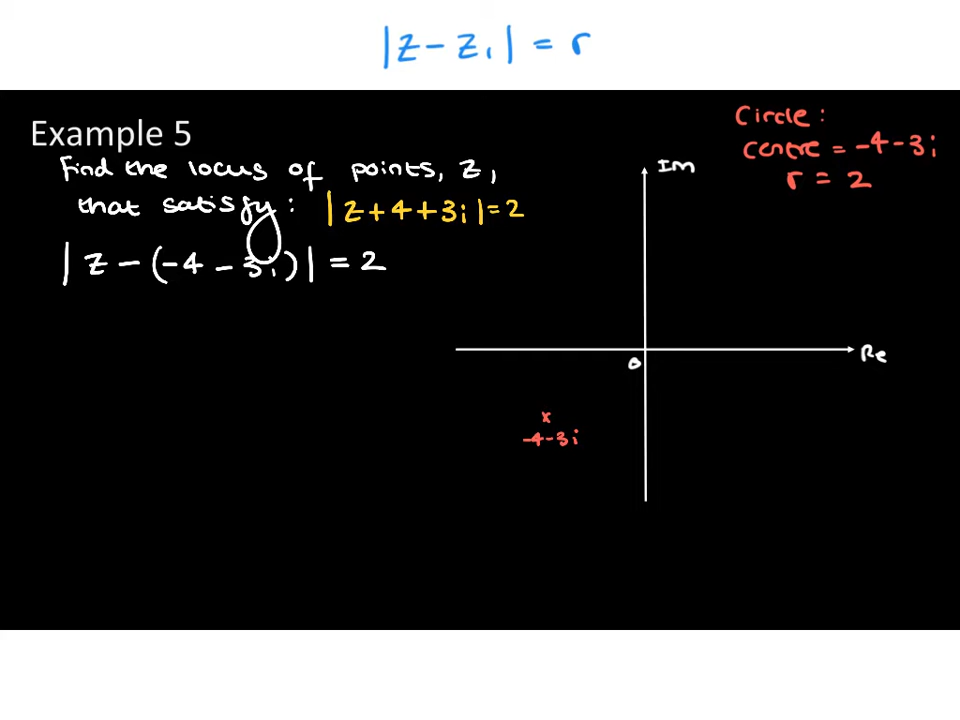 |z - z₁| = r
Example 5
Find the locus of points, z,
that satisfy: |z + 4 + 3i| = 2
|z - (-4 - 3i)| = 2
Circle:
centre = -4 - 3i
r = 2
Im
Re
O
x
-4 - 3i